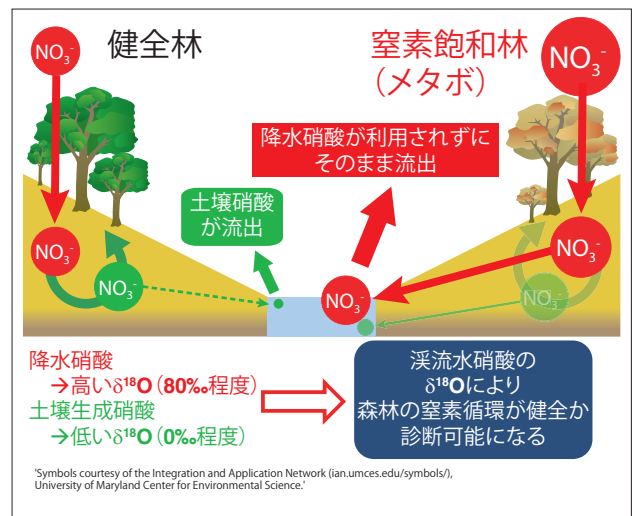 NO₃⁻
健全林
窒素飽和林
（メタボ）
NO₃⁻
降水硝酸が利用されずに
そのまま流出
土壌硝酸
が流出
NO₃⁻
NO₃⁻
NO₃⁻
NO₃⁻
NO₃⁻
降水硝酸
→高いδ¹⁸O（80‰程度）
土壌生成硝酸
→低いδ¹⁸O（0‰程度）
渓流水硝酸の
δ¹⁸Oにより
森林の窒素循環が健全か
診断可能になる
'Symbols courtesy of the Integration and Application Network (ian.umces.edu/symbols/),
University of Maryland Center for Environmental Science.'